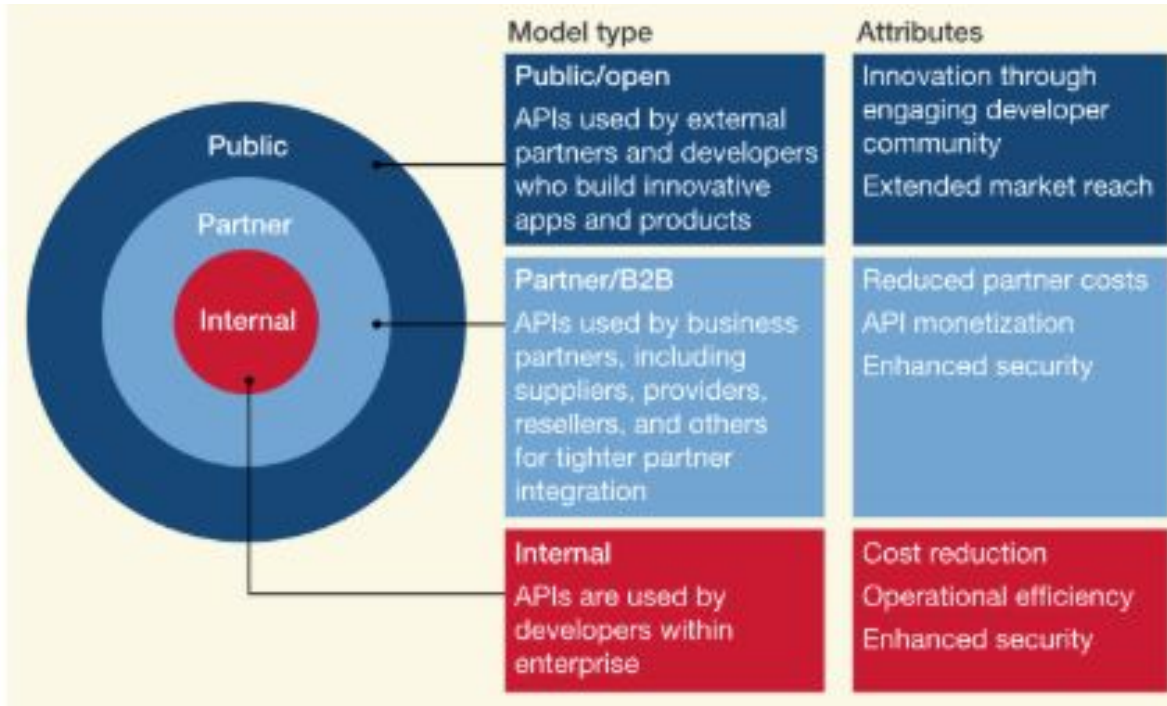 Model type
Attributes
Public
Partner
Internal
Public/open
APIs used by external
partners and developers
who build innovative
apps and products
Innovation through
engaging developer
community
Extended market reach
Partner/B2B
APIs used by business
partners, including
suppliers, providers,
resellers, and others
for tighter partner
integration
Reduced partner costs
API monetization
Enhanced security
Internal
APIs are used by
developers within
enterprise
Cost reduction
Operational efficiency
Enhanced security